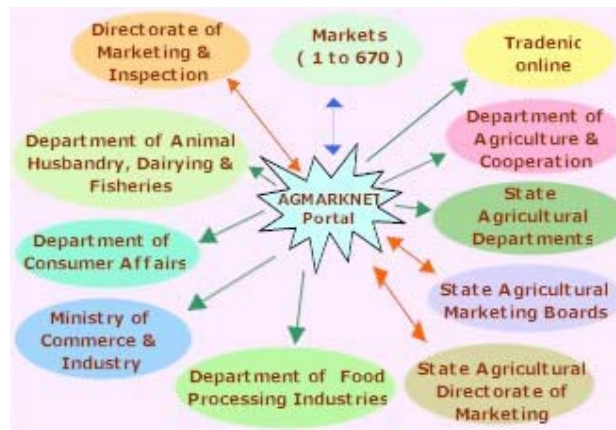 Directorate of
Marketing &
Inspection
Markets
( 1 to 670 )
Tradenic
online
Department of Animal
Husbandry, Dairying &
Fisheries
Department of
Agriculture &
Cooperation
AGMARKNET
Portal
State
Agricultural
Departments
Department of
Consumer Affairs
State Agricultural
Marketing Boards
Ministry of
Commerce &
Industry
Department of Food
Processing Industries
State Agricultural
Directorate of
Marketing